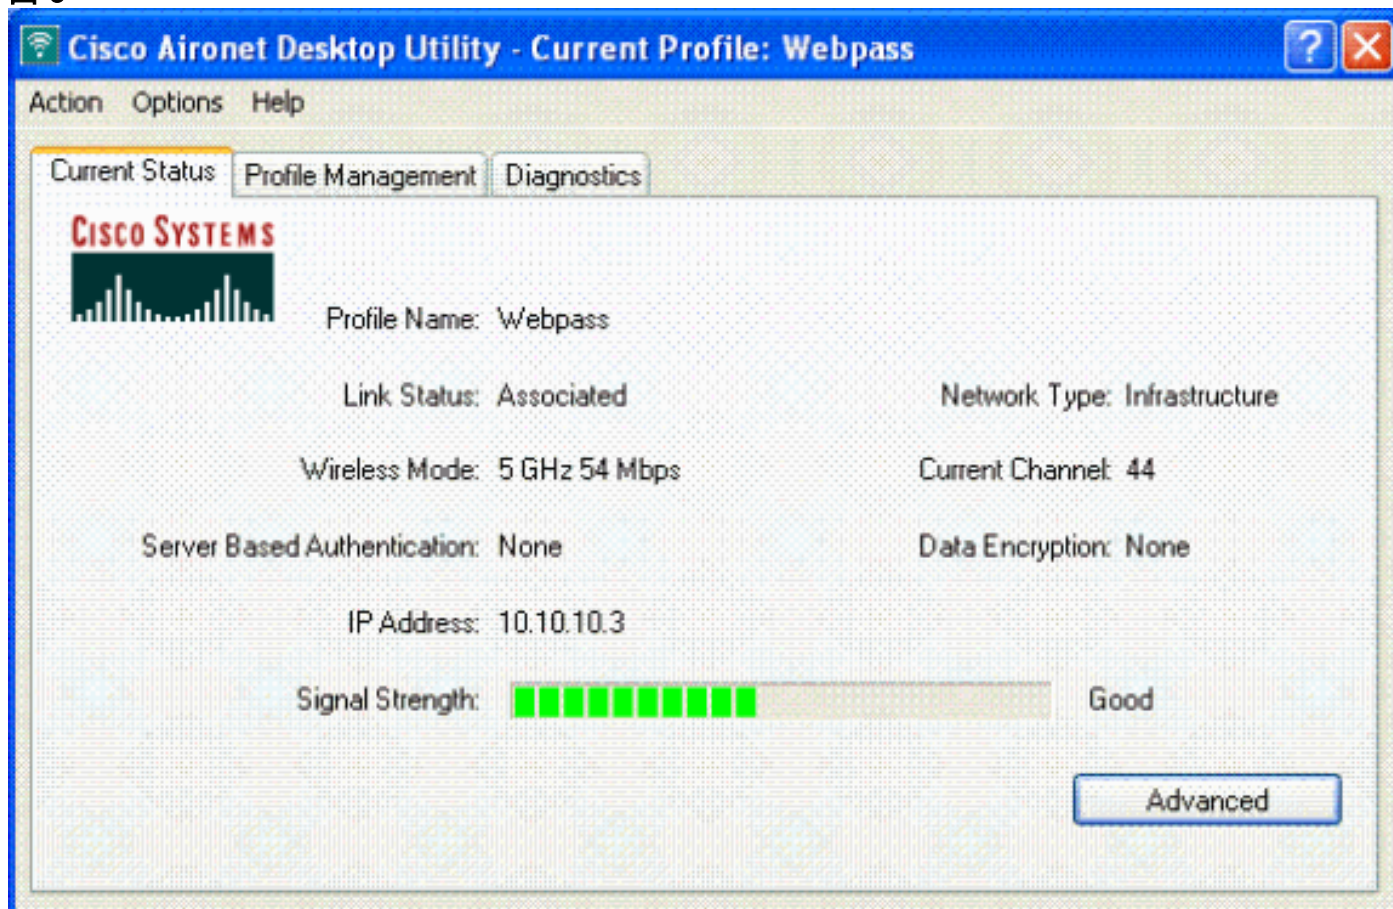 Cisco Aironet Desktop Utility - Current Profile: Webpass
Action Options Help
Current Status Profile Management Diagnostics
CISCO SYSTEMS
Profile Name: Webpass
Link Status: Associated Network Type: Infrastructure
Wireless Mode: 5 GHz 54 Mbps Current Channel: 44
Server Based Authentication: None Data Encryption: None
IP Address: 10.10.10.3
Signal Strength: Good
Advanced